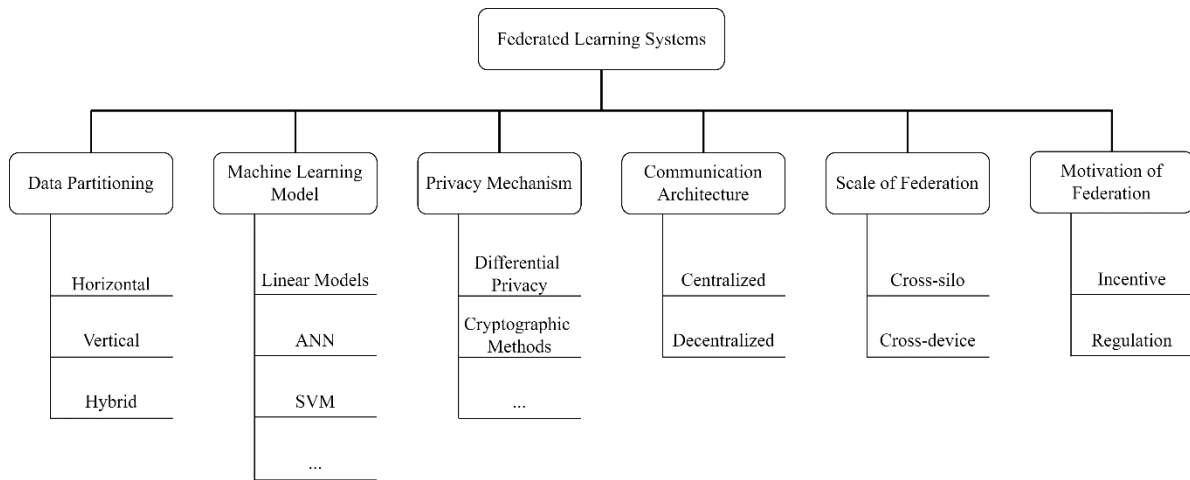 Federated Learning Systems
Data Partitioning
Machine Learning
Model
Privacy Mechanism
Communication
Architecture
Scale of Federation
Motivation of
Federation
Horizontal
Vertical
Hybrid
Linear Models
ANN
SVM
...
Differential
Privacy
Cryptographic
Methods
...
Centralized
Decentralized
Cross-silo
Cross-device
Incentive
Regulation